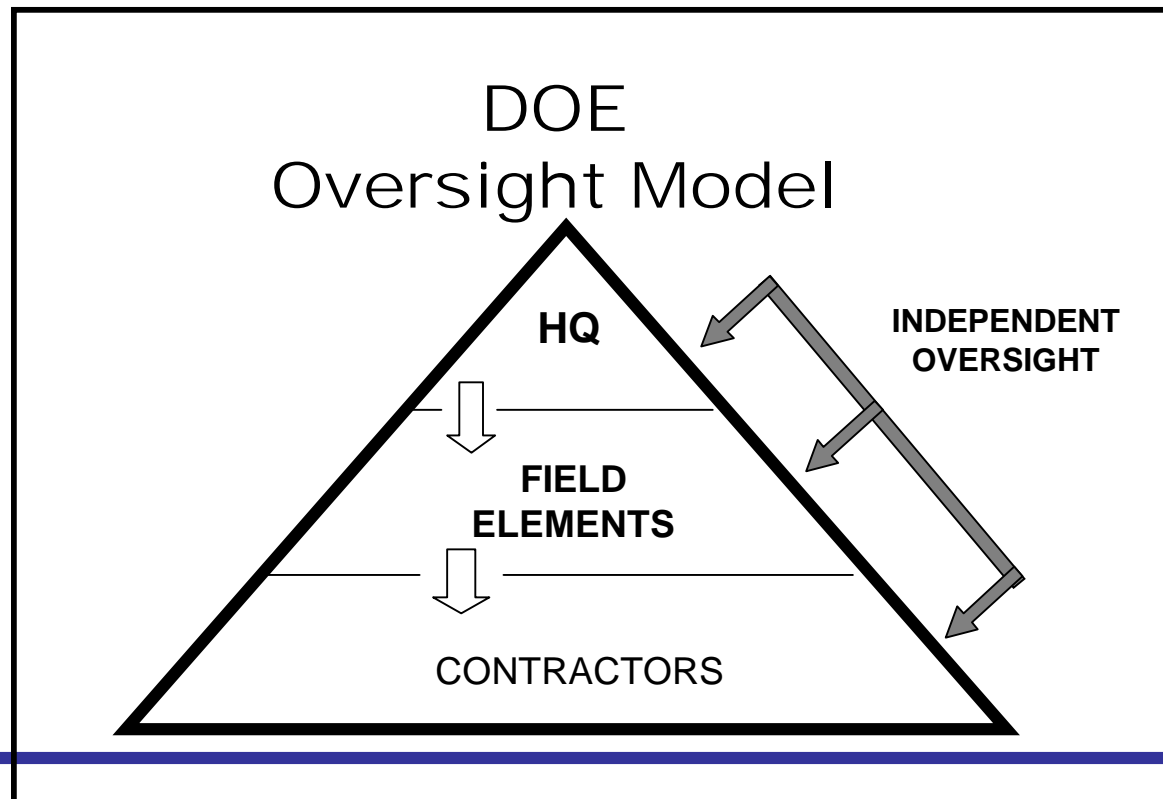 DOE
Oversight Model
HQ
INDEPENDENT
OVERSIGHT
FIELD
ELEMENTS
CONTRACTORS